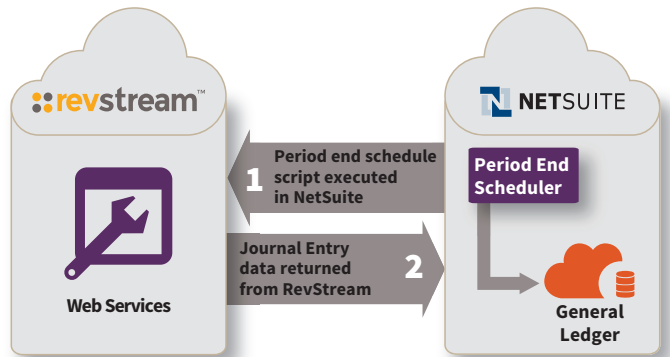 revstream™
NETSUITE
1
Period end schedule
script executed
in NetSuite
Period End
Scheduler
Journal Entry
data returned
from RevStream
2
Web Services
General
Ledger